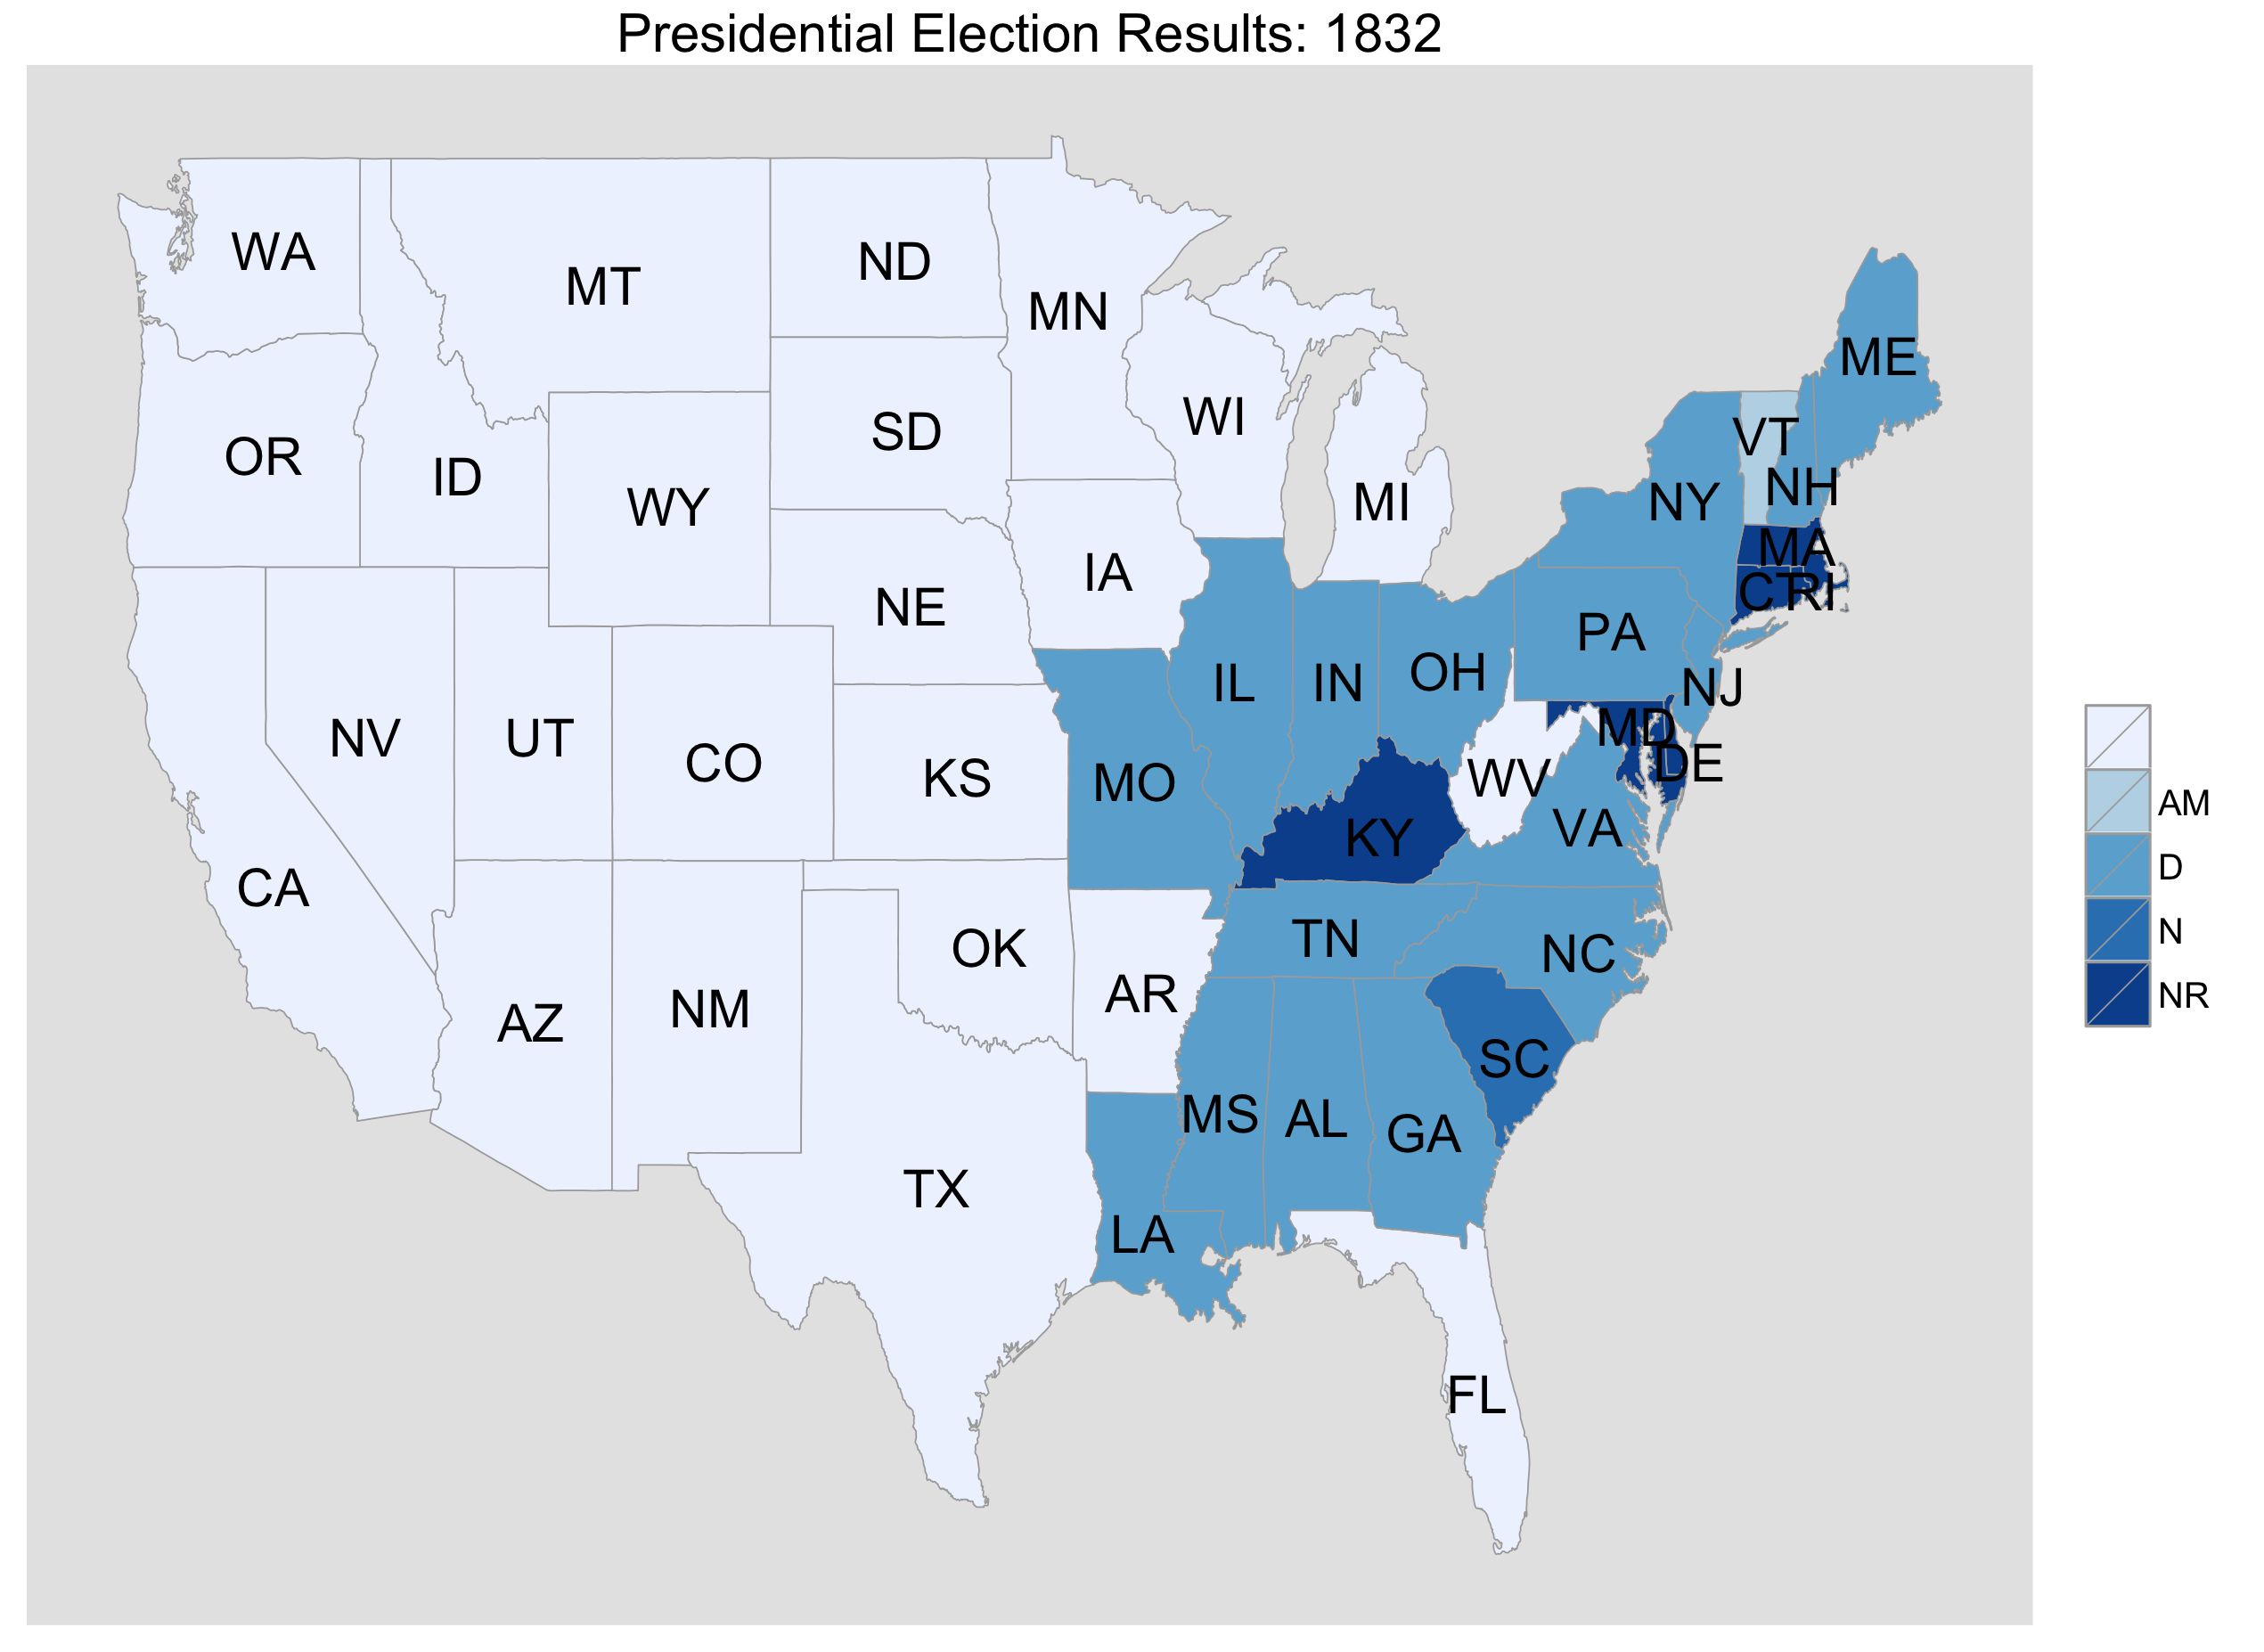 Presidential Election Results: 1832
WA
MT
ND
MN
ME
OR
ID
WY
SD
WI
MI
NY
VT
NH
MA
CT
RI
IA
NE
PA
NJ
IL
IN
OH
MD
DE
NV
UT
CO
KS
MO
WV
VA
KY
CA
AZ
NM
OK
AR
TN
NC
SC
MS
AL
GA
TX
LA
FL
AM
D
N
NR